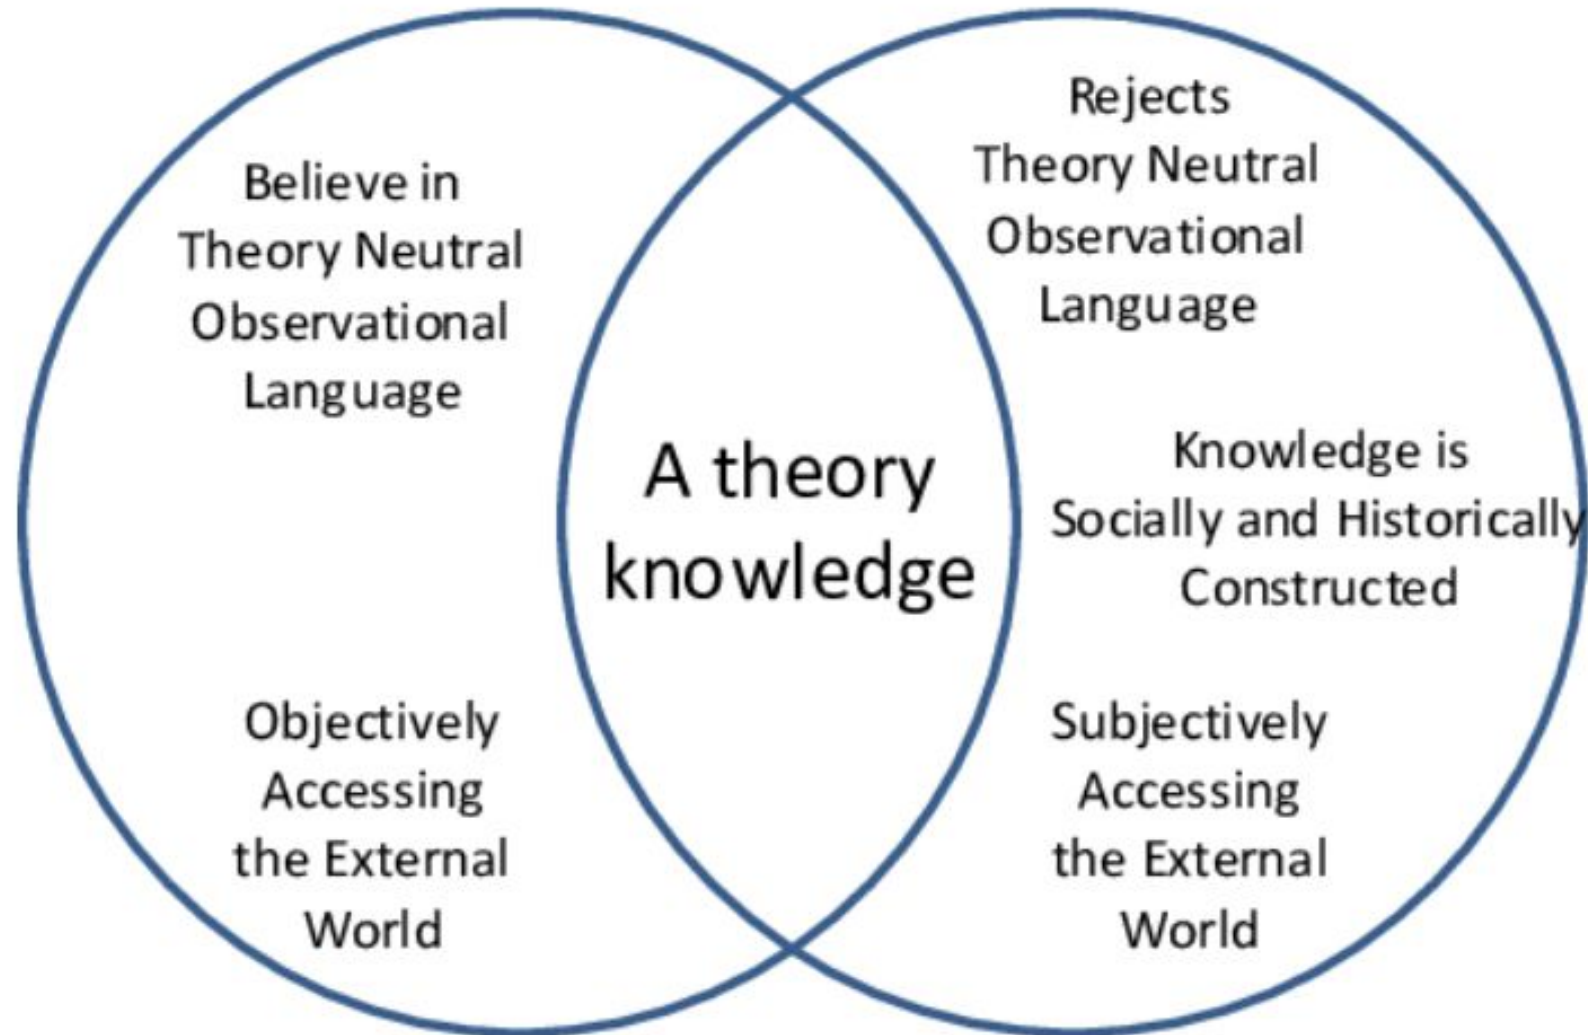 Believe in
Theory Neutral
Observational
Language
Objectively
Accessing
the External
World
A theory
knowledge
Rejects
Theory Neutral
Observational
Language
Knowledge is
Socially and Historically
Constructed
Subjectively
Accessing
the External
World